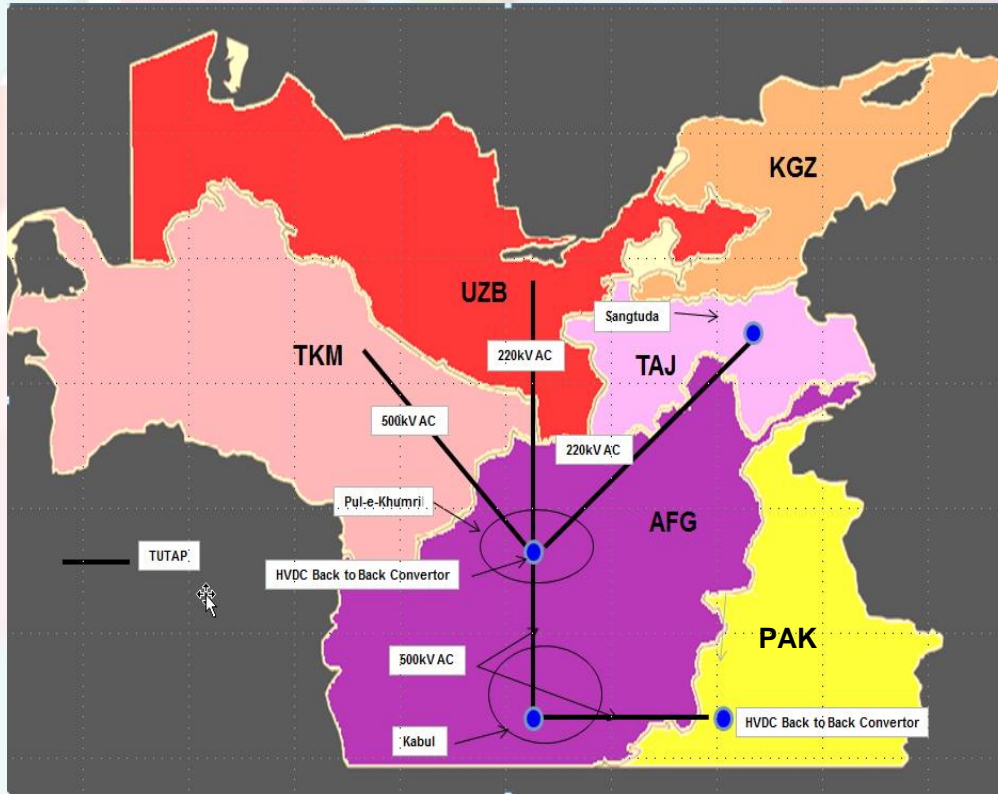 KGZ
UZB
Sangtuda
TKM
220kV AC
TAJ
500kV AC
220kV AC
Pul-e-Khumri
AFG
TUTAP
HVDC Back to Back Convertor
PAK
500kV AC
HVDC Back to Back Convertor
Kabul